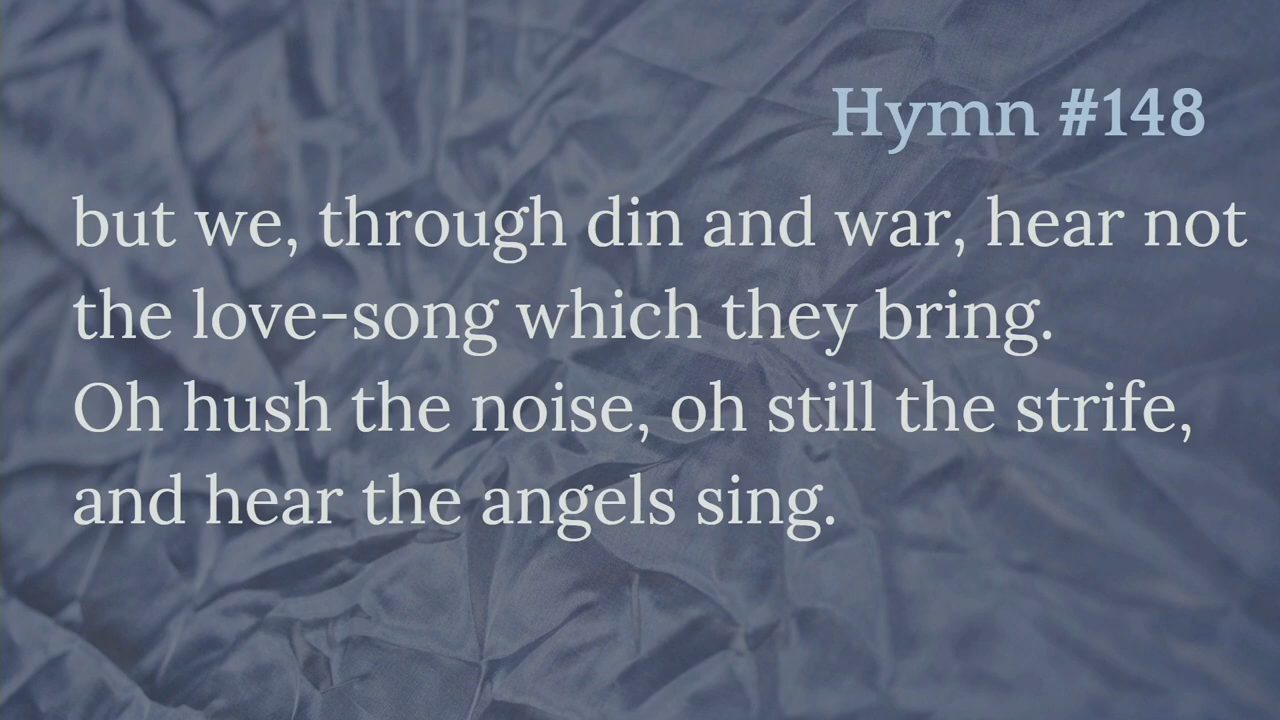 Hymn #148
but we, through din and war, hear not
the love-song which they bring.
Oh hush the noise, oh still the strife,
and hear the angels sing.